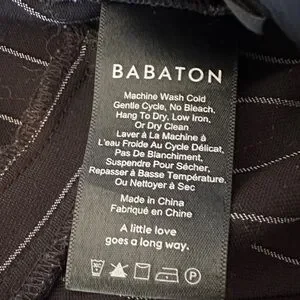 BABATON
Machine Wash Cold
Gentle Cycle, No Bleach,
Hang To Dry, Low Iron,
Or Dry Clean
Laver À La Machine à
L'eau Froide Au Cycle Délicat,
Pas De Blanchiment,
Suspendre Pour Sécher,
Repasser à Basse Température,
Ou Nettoyer à Sec
Made in China
Fabriqué en Chine
A little love
goes a long way.